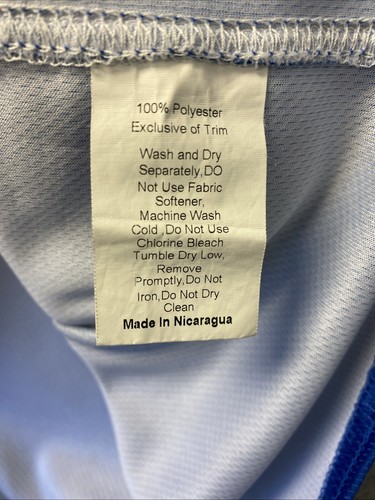 100% Polyester
Exclusive of Trim
Wash and Dry
Separately,DO
Not Use Fabric
Softener,
Machine Wash
Cold ,Do Not Use
Chlorine Bleach
Tumble Dry Low,
Remove
Promptly,Do Not
Iron,Do Not Dry
Clean
Made In Nicaragua